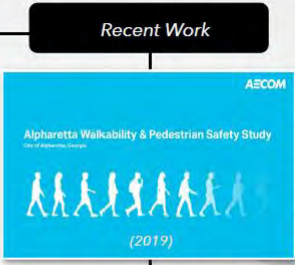 Recent Work
AECOM
Alpharetta Walkability & Pedestrian Safety Study
City of Alpharetta, Georgia
(2019)